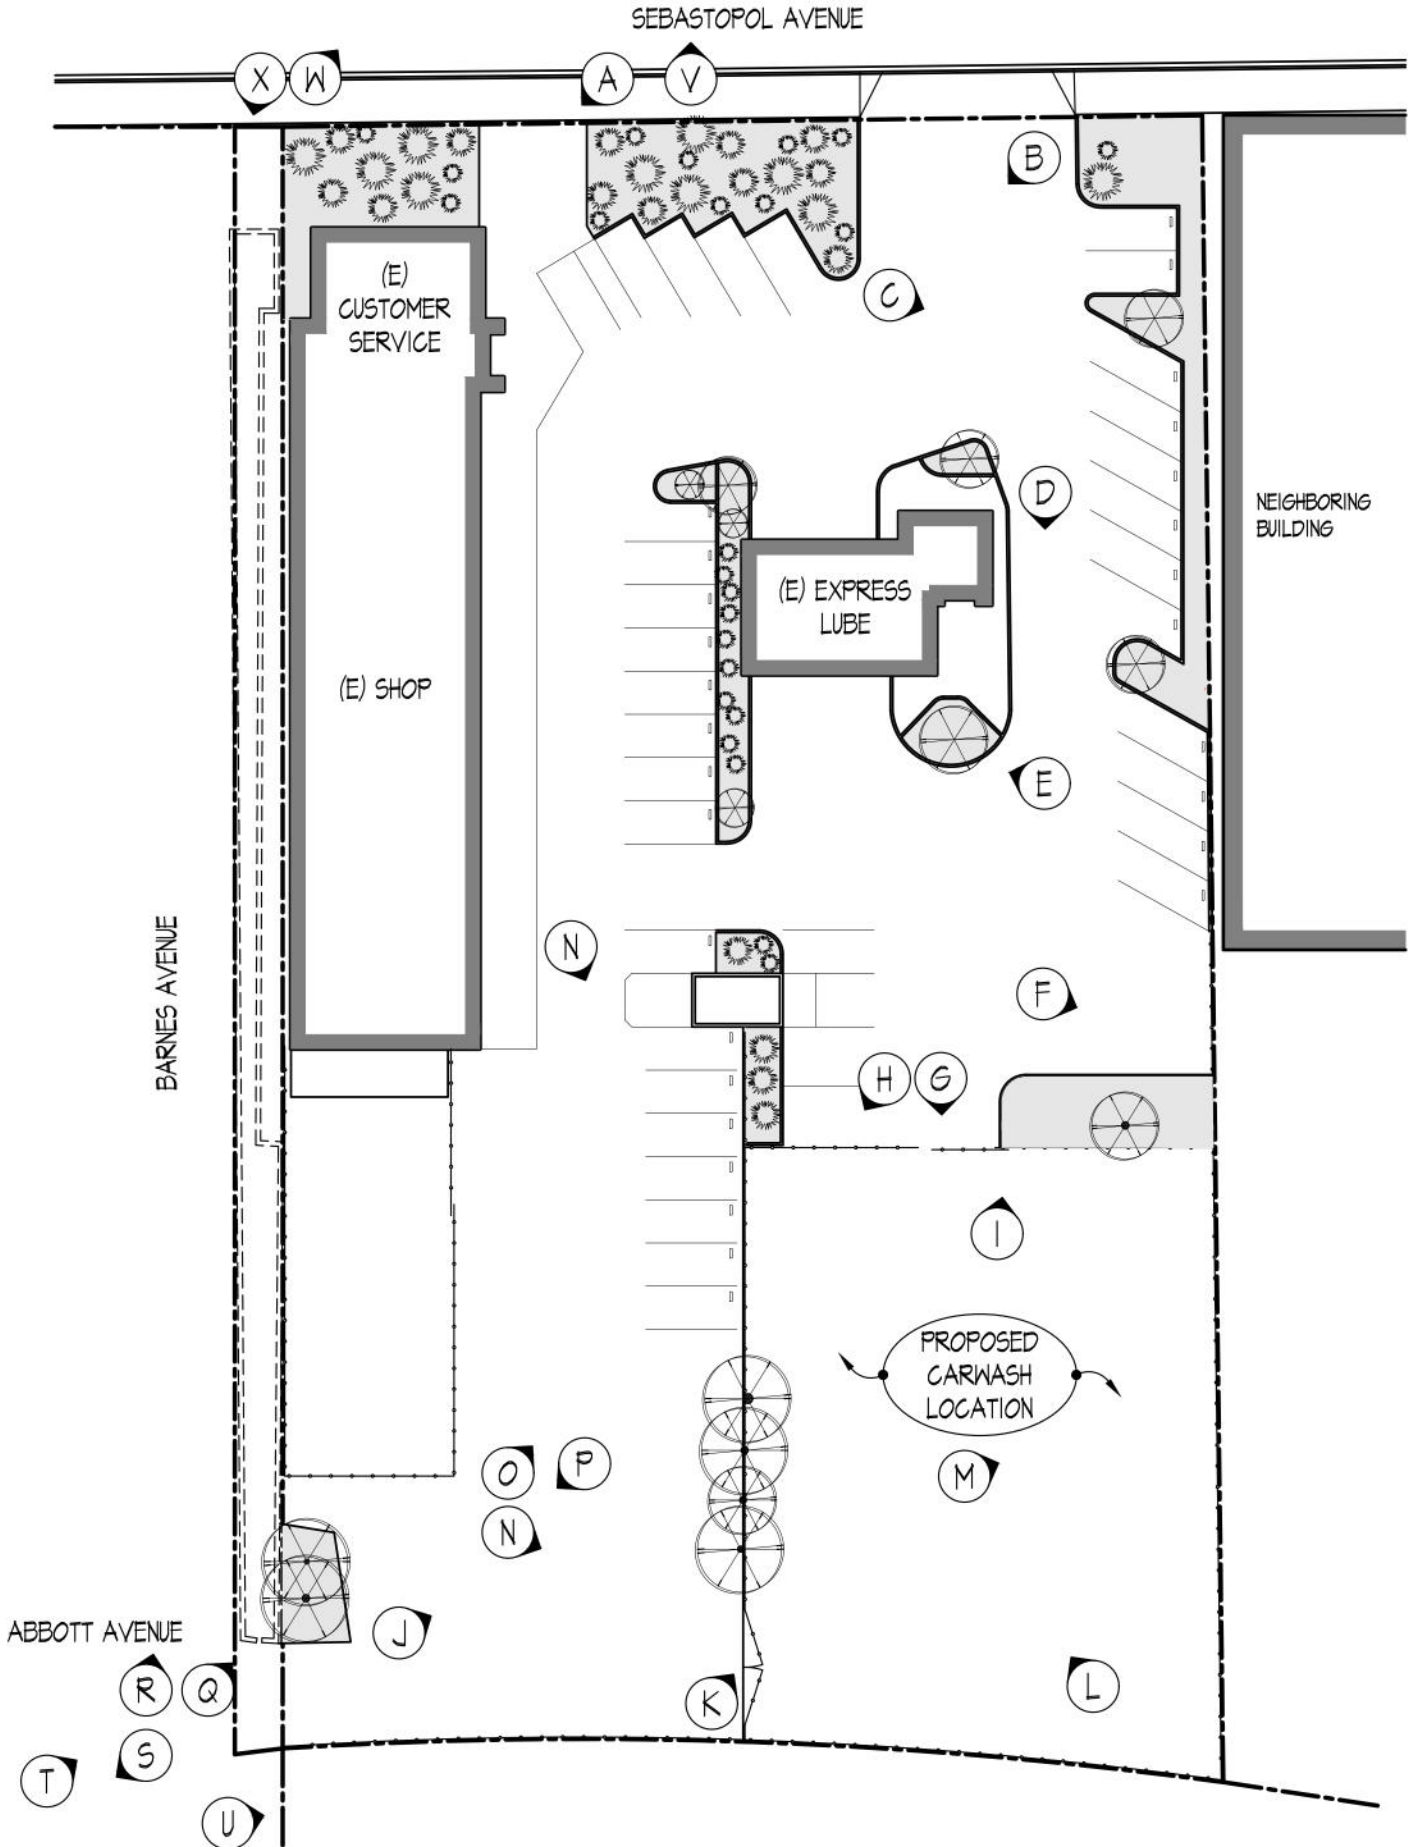 SEBASTOPOL AVENUE
X W A V
B
(E)
CUSTOMER
SERVICE
C
D
NEIGHBORING
BUILDING
(E) EXPRESS
LUBE
(E) SHOP
E
BARNES AVENUE
N
F
H G
I
PROPOSED
CARWASH
LOCATION
O P
M
N
ABBOTT AVENUE
J
R Q
K
L
S
T
U